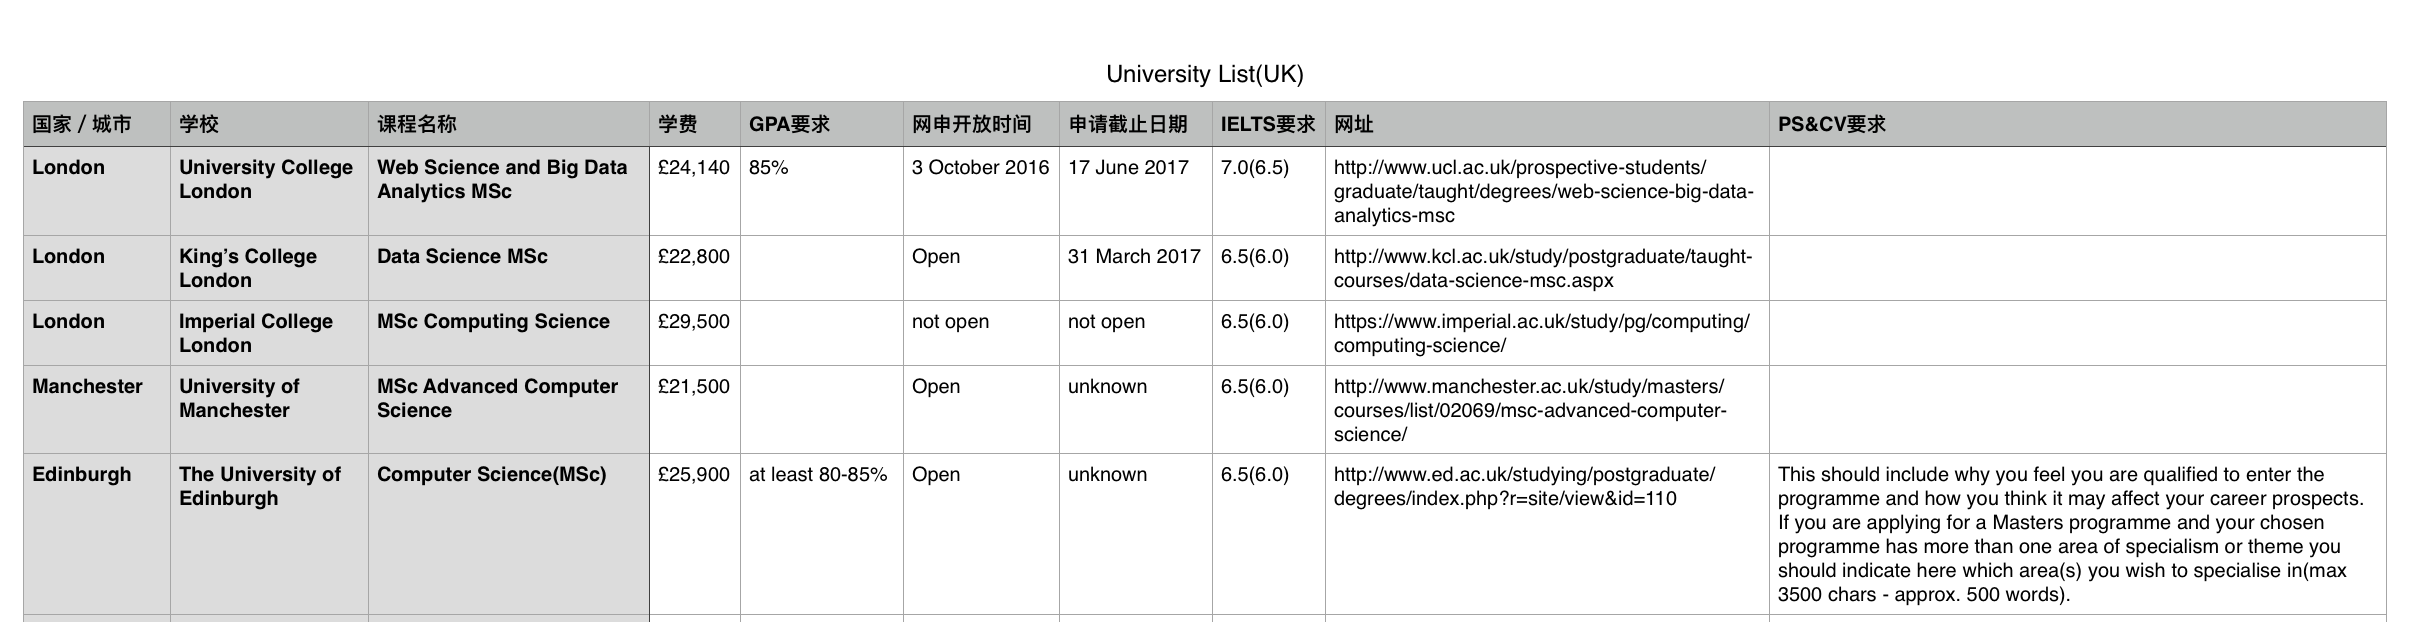 University List(UK)
国家 / 城市 学校 课程名称 学费 GPA要求 网申开放时间 申请截止日期 IELTS要求 网址 PS&CV要求
London University College Web Science and Big Data £24,140 85% 3 October 2016 17 June 2017 7.0(6.5) http://www.ucl.ac.uk/prospective-students/
London Analytics MSc graduate/taught/degrees/web-science-big-data-
analytics-msc
London King’s College Data Science MSc £22,800 Open 31 March 2017 6.5(6.0) http://www.kcl.ac.uk/study/postgraduate/taught-
London courses/data-science-msc.aspx
London Imperial College MSc Computing Science £29,500 not open not open 6.5(6.0) https://www.imperial.ac.uk/study/pg/computing/
London computing-science/
Manchester University of MSc Advanced Computer £21,500 Open unknown 6.5(6.0) http://www.manchester.ac.uk/study/masters/
Manchester Science courses/list/02069/msc-advanced-computer-
science/
Edinburgh The University of Computer Science(MSc) £25,900 at least 80-85% Open unknown 6.5(6.0) http://www.ed.ac.uk/studying/postgraduate/ This should include why you feel you are qualified to enter the
Edinburgh degrees/index.php?r=site/view&id=110 programme and how you think it may affect your career prospects.
If you are applying for a Masters programme and your chosen
programme has more than one area of specialism or theme you
should indicate here which area(s) you wish to specialise in(max
3500 chars - approx. 500 words).